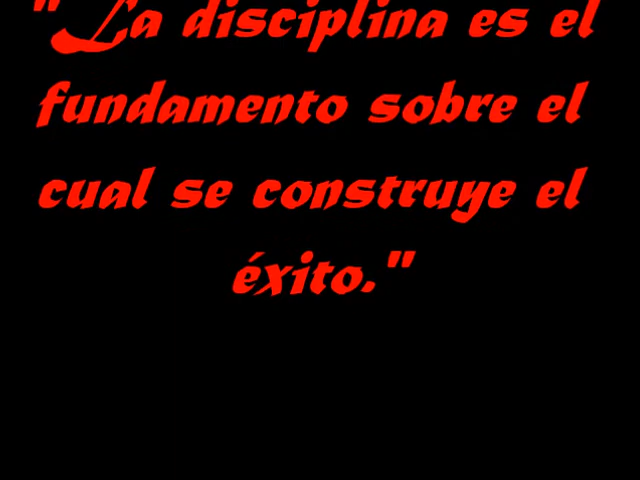 "La disciplina es el
fundamento sobre el
cual se construye el
éxito."